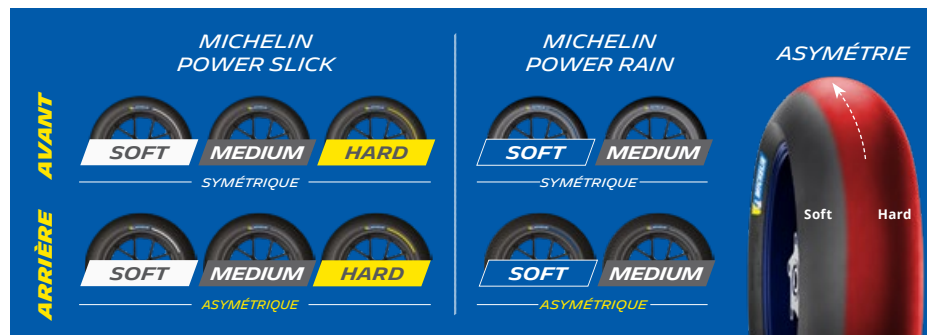 MICHELIN
POWER SLICK
MICHELIN
POWER RAIN
ASYMÉTRIE
AVANT
SOFT MEDIUM HARD
SYMÉTRIQUE
SOFT MEDIUM
SYMÉTRIQUE
ARRIÈRE
SOFT MEDIUM HARD
ASYMÉTRIQUE
SOFT MEDIUM
ASYMÉTRIQUE
MICHELIN
Soft Hard